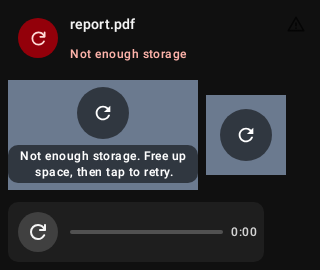 report.pdf
Not enough storage
Not enough storage. Free up
space, then tap to retry.
0:00